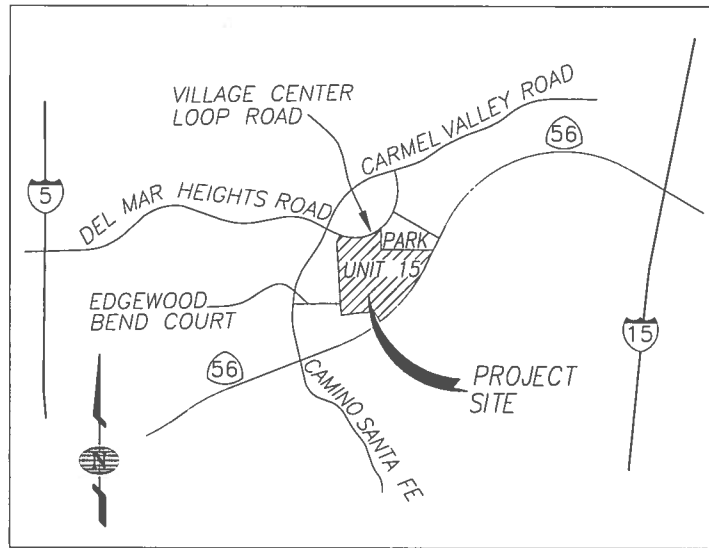 VILLAGE CENTER
LOOP ROAD
CARMEL VALLEY ROAD
56
5
DEL MAR HEIGHTS ROAD
PARK
UNIT 15
EDGEWOOD
BEND COURT
15
56
PROJECT
SITE
CAMINO SANTA FE
N